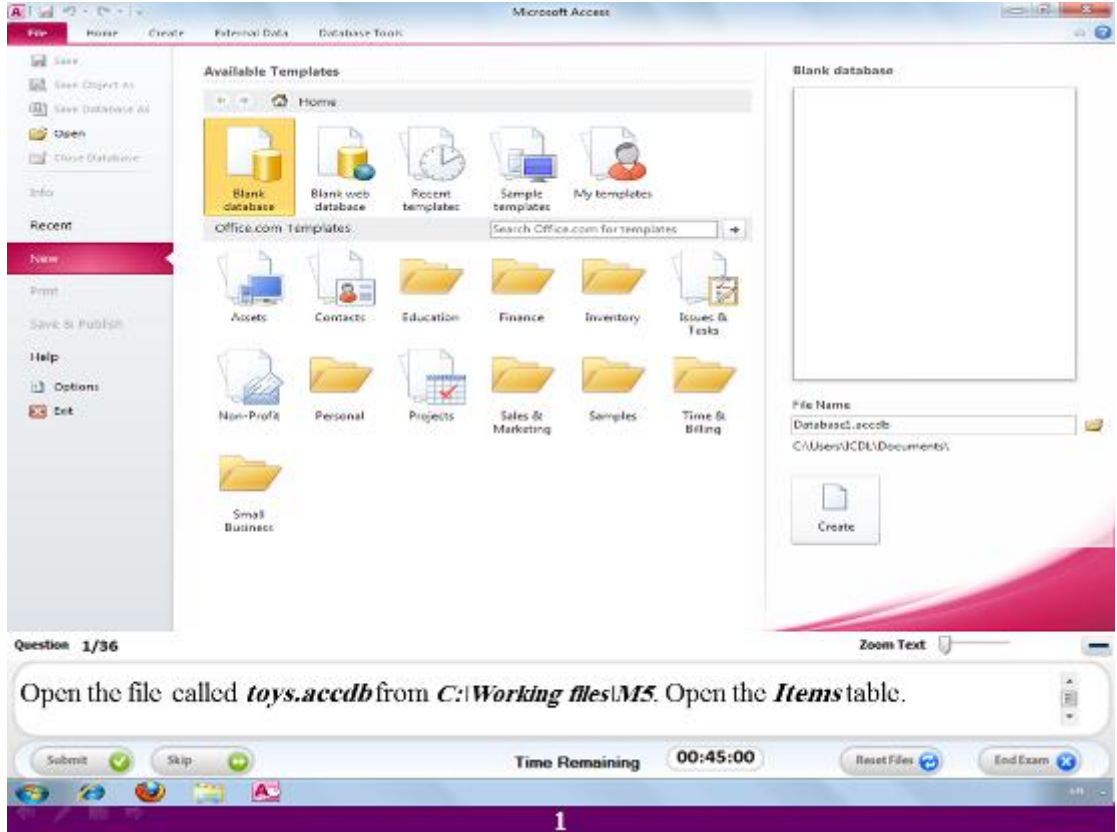 Microsoft Access
File Home Create External Data Database Tools
Save
Save Object As
Save Database As
Open
Close Database
Info
Recent
New
Print
Save & Publish
Help
Options
Exit
Available Templates
Home
Blank database
Blank web database
Recent templates
Sample templates
My templates
Office.com Templates
Search Office.com for templates
Assets
Contacts
Education
Finance
Inventory
Issues & Tasks
Non-Profit
Personal
Projects
Sales & Marketing
Samples
Time & Billing
Small Business
Blank database
File Name
Database1.accdb
C:\Users\ICDL\Documents\
Create
Question 1/36
Zoom Text
Open the file called toys.accdb from C:\Working files\M5. Open the Items table.
Submit
Skip
Time Remaining 00:45:00
Reset Files
End Exam
1